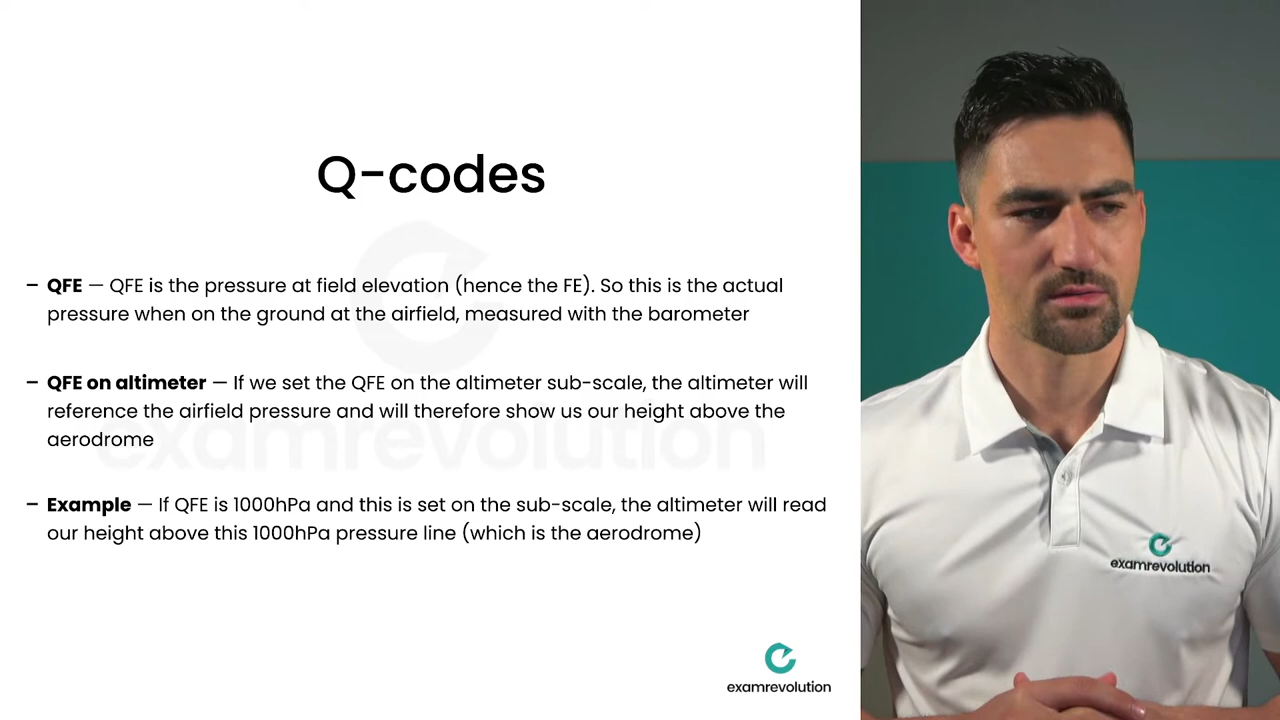 Q-codes
– QFE — QFE is the pressure at field elevation (hence the FE). So this is the actual
pressure when on the ground at the airfield, measured with the barometer
– QFE on altimeter — If we set the QFE on the altimeter sub-scale, the altimeter will
reference the airfield pressure and will therefore show us our height above the
aerodrome
examrevolution
– Example — If QFE is 1000hPa and this is set on the sub-scale, the altimeter will read
our height above this 1000hPa pressure line (which is the aerodrome)
examrevolution
examrevolution